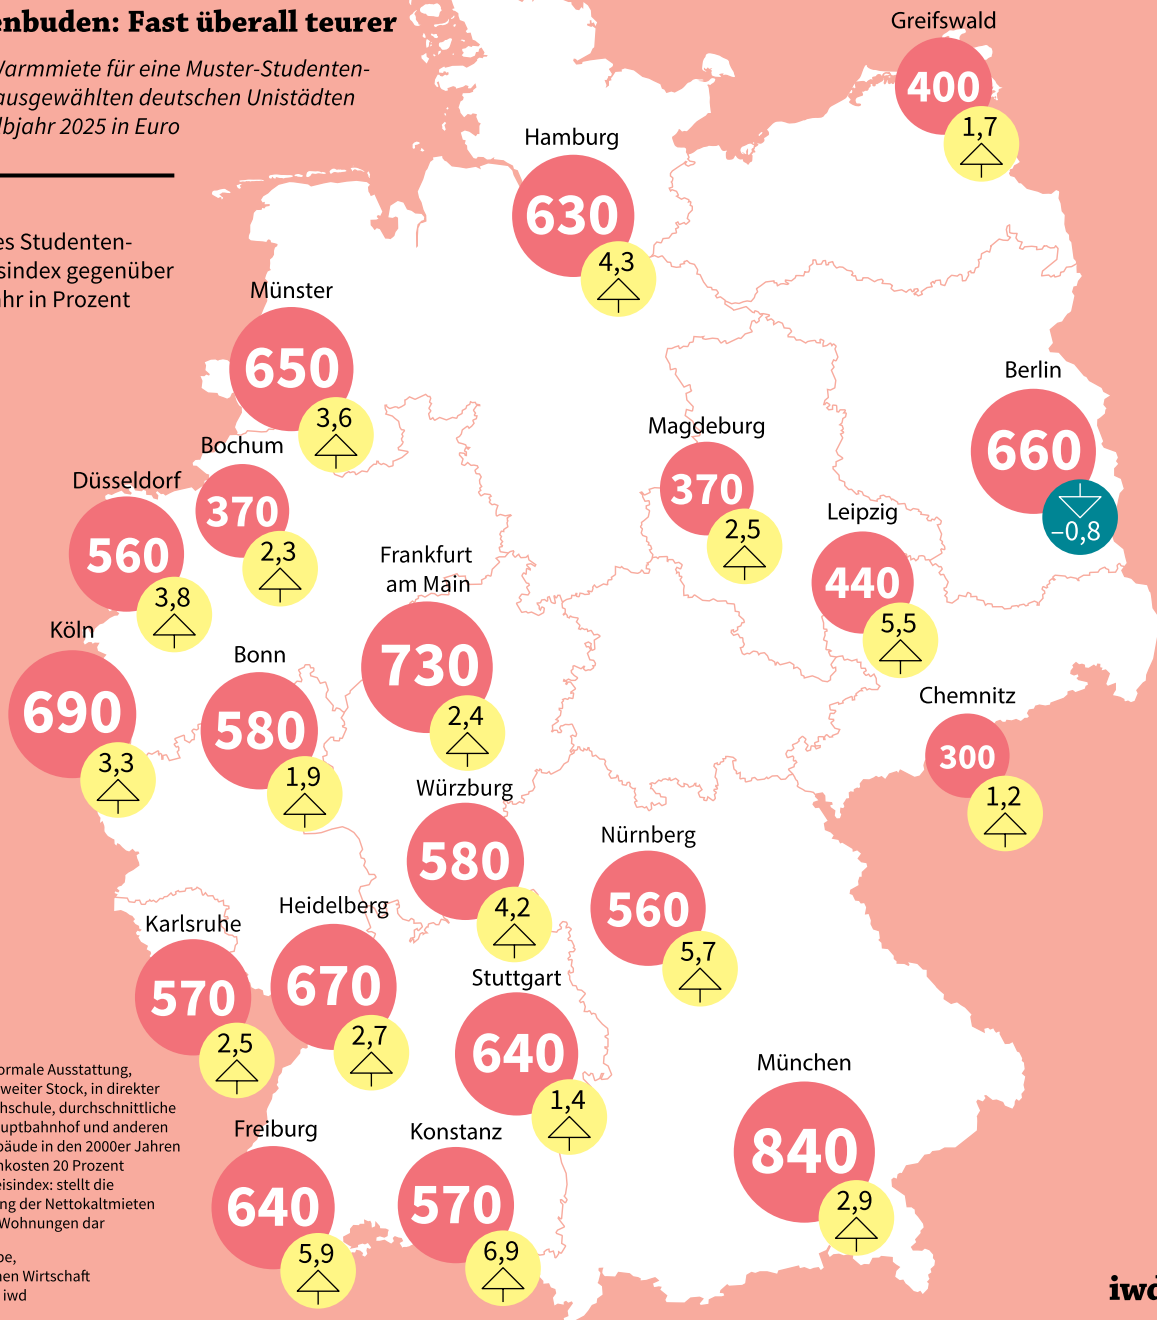 enbuden: Fast überall teurer
Warmmiete für eine Muster-Studenten-
ausgewählten deutschen Unistädten
lbjahr 2025 in Euro
es Studenten-
sindex gegenüber
hr in Prozent
Greifswald
400
1,7
Hamburg
630
4,3
Münster
650
3,6
Berlin
660
–0,8
Magdeburg
370
2,5
Bochum
370
2,3
Düsseldorf
560
3,8
Leipzig
440
5,5
Frankfurt
am Main
730
2,4
Köln
690
3,3
Bonn
580
1,9
Chemnitz
300
1,2
Würzburg
580
4,2
Nürnberg
560
5,7
Heidelberg
670
2,7
Karlsruhe
570
2,5
Stuttgart
640
1,4
München
840
2,9
Freiburg
640
5,9
Konstanz
570
6,9
ormale Ausstattung,
weiter Stock, in direkter
hschule, durchschnittliche
uptbahnhof und anderen
bäude in den 2000er Jahren
nkosten 20 Prozent
eisindex: stellt die
ng der Nettokaltmieten
Wohnungen dar
be,
en Wirtschaft
iwd
iwd